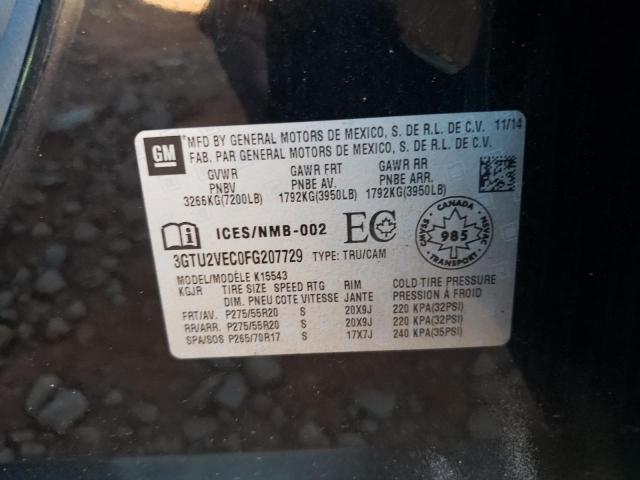 GM
MFD BY GENERAL MOTORS DE MEXICO, S. DE R.L. DE C.V. 11/14
FAB. PAR GENERAL MOTORS DE MEXICO, S. DE R.L. DE C.V.
GVWR GAWR FRT GAWR RR
PNBV PNBE AV. PNBE ARR.
3266KG(7200LB) 1792KG(3950LB) 1792KG(3950LB)
ICES/NMB-002 EC
CANADA
CMVSS 985 NSVAC
TRANSPORT
3GTU2VEC0FG207729 TYPE: TRU/CAM
MODEL/MODÈLE K15543
KGJR TIRE SIZE SPEED RTG RIM COLD TIRE PRESSURE
DIM. PNEU COTE VITESSE JANTE PRESSION À FROID
FRT/AV. P275/55R20 S 20X9J 220 KPA(32PSI)
RR/ARR. P275/55R20 S 20X9J 220 KPA(32PSI)
SPA/SOS P265/70R17 S 17X7J 240 KPA(35PSI)